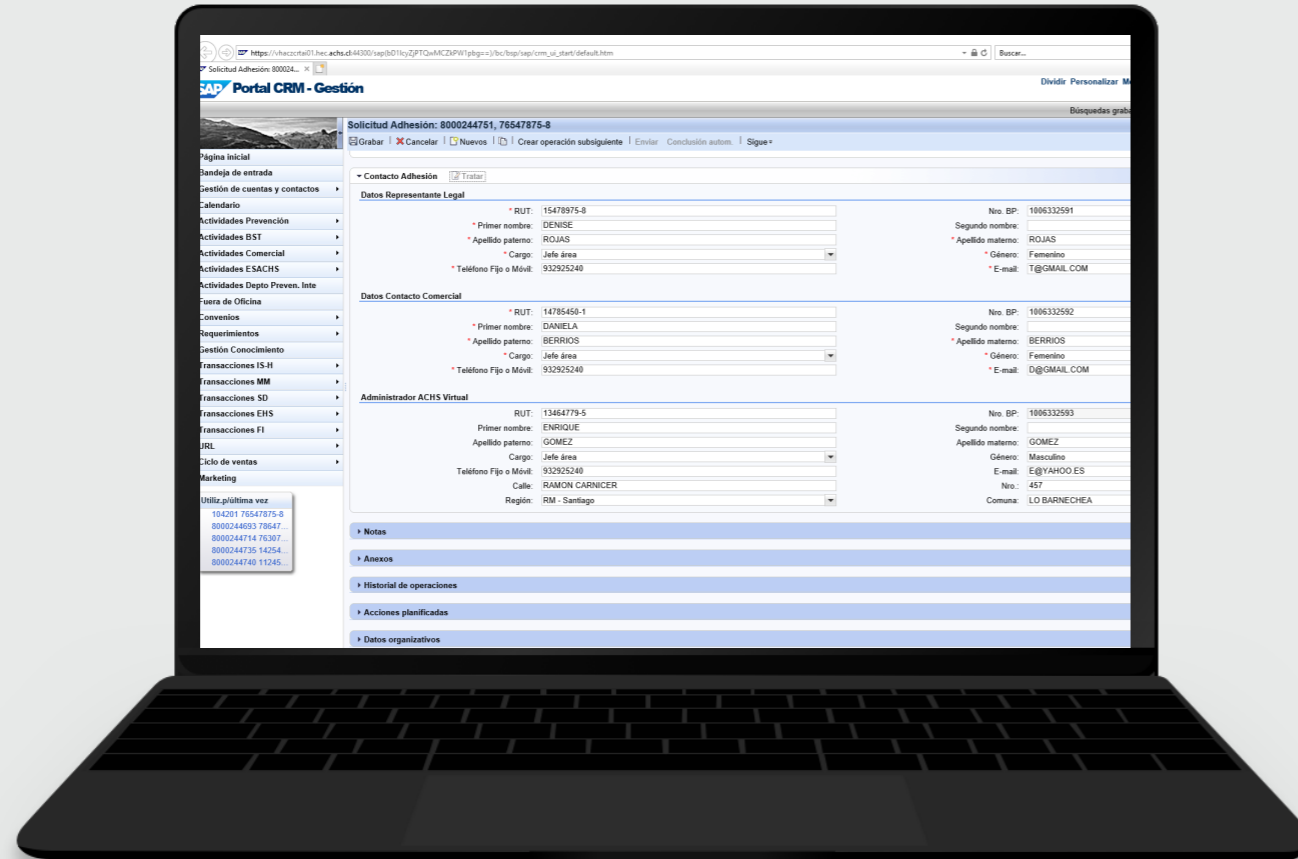 https://vhaczcrtai01.hec.achs.cl:44300/sap(bD1lcyZjPTQwMCZkPW1pbg==)/bc/bsp/sap/crm_ui_start/default.htm
Buscar...
Solicitud Adhesión: 800024...
SAP Portal CRM - Gestión
Dividir Personalizar
Búsquedas graba
Solicitud Adhesión: 8000244751, 76547875-8
Grabar Cancelar Nuevos Crear operación subsiguiente Enviar Conclusión autom. Sigue
Página inicial
Bandeja de entrada
Gestión de cuentas y contactos
Calendario
Actividades Prevención
Actividades BST
Actividades Comercial
Actividades ESACHS
Actividades Depto Preven. Inte
Fuera de Oficina
Convenios
Requerimientos
Gestión Conocimiento
Transacciones IS-H
Transacciones MM
Transacciones SD
Transacciones EHS
Transacciones FI
URL
Ciclo de ventas
Marketing
Utiliz.p/última vez
104201 76547875-8
8000244693 78647...
8000244714 76307...
8000244735 14254...
8000244740 11245...
Contacto Adhesión Tratar
Datos Representante Legal
* RUT: 15478975-8 Nro. BP: 1006332591
* Primer nombre: DENISE Segundo nombre:
* Apellido paterno: ROJAS * Apellido materno: ROJAS
* Cargo: Jefe área * Género: Femenino
* Teléfono Fijo o Móvil: 932925240 * E-mail: T@GMAIL.COM
Datos Contacto Comercial
* RUT: 14785450-1 Nro. BP: 1006332592
* Primer nombre: DANIELA Segundo nombre:
* Apellido paterno: BERRIOS * Apellido materno: BERRIOS
* Cargo: Jefe área * Género: Femenino
* Teléfono Fijo o Móvil: 932925240 * E-mail: D@GMAIL.COM
Administrador ACHS Virtual
RUT: 13464779-5 Nro. BP: 1006332593
Primer nombre: ENRIQUE Segundo nombre:
Apellido paterno: GOMEZ Apellido materno: GOMEZ
Cargo: Jefe área Género: Masculino
Teléfono Fijo o Móvil: 932925240 E-mail: E@YAHOO.ES
Calle: RAMON CARNICER Nro.: 457
Región: RM - Santiago Comuna: LO BARNECHEA
Notas
Anexos
Historial de operaciones
Acciones planificadas
Datos organizativos